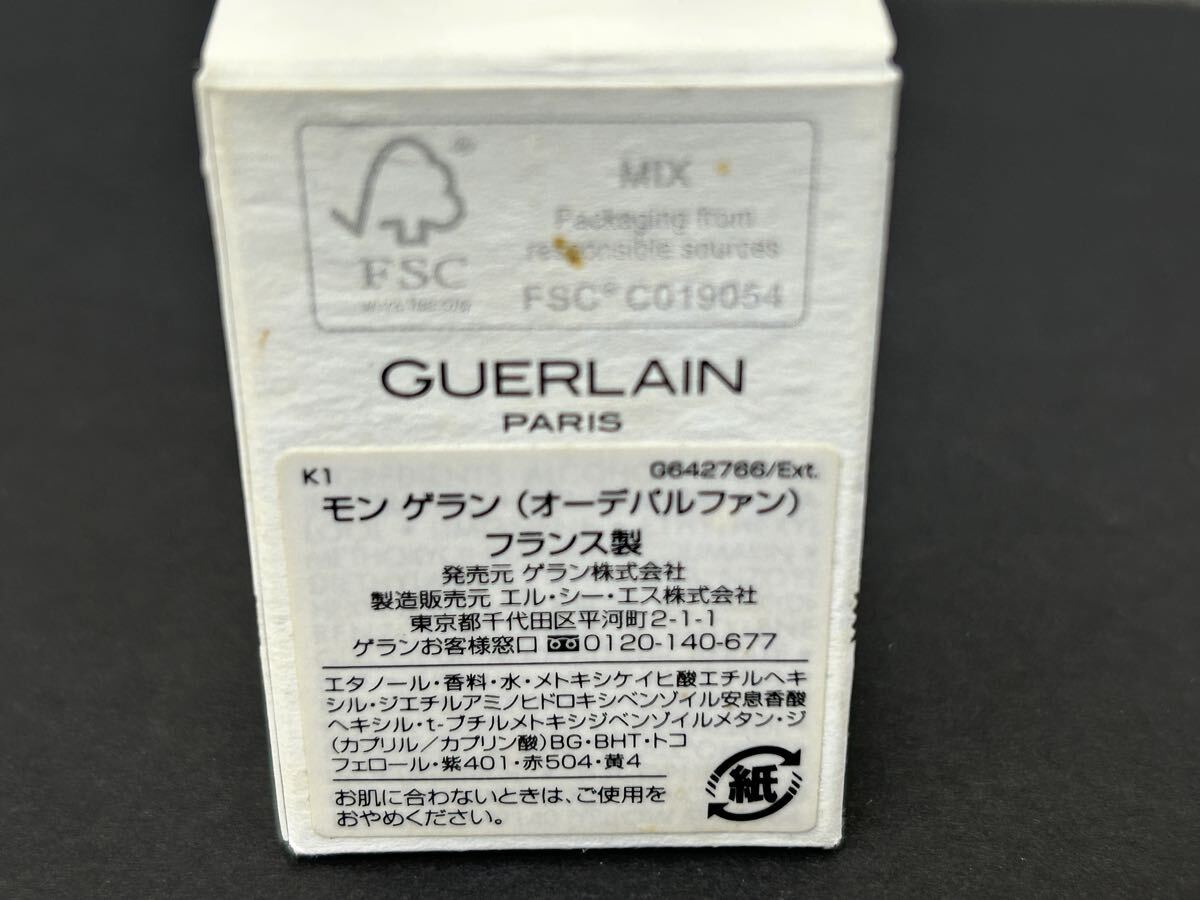 MIX
Packaging from
responsible sources
FSC
®
FSC® C019054
GUERLAIN
PARIS
K1 G642766/Ext.
モン ゲラン（オーデパルファン）
フランス製
発売元 ゲラン株式会社
製造販売元 エル・シー・エス株式会社
東京都千代田区平河町2-1-1
ゲランお客様窓口 0120-140-677
エタノール・香料・水・メトキシケイヒ酸エチルヘキ
シル・ジエチルアミノヒドロキシベンゾイル安息香酸
ヘキシル・t-ブチルメトキシジベンゾイルメタン・ジ
(カプリル／カプリン酸)BG・BHT・トコ
フェロール・紫401・赤504・黄4
お肌に合わないときは、ご使用を
おやめください。
紙